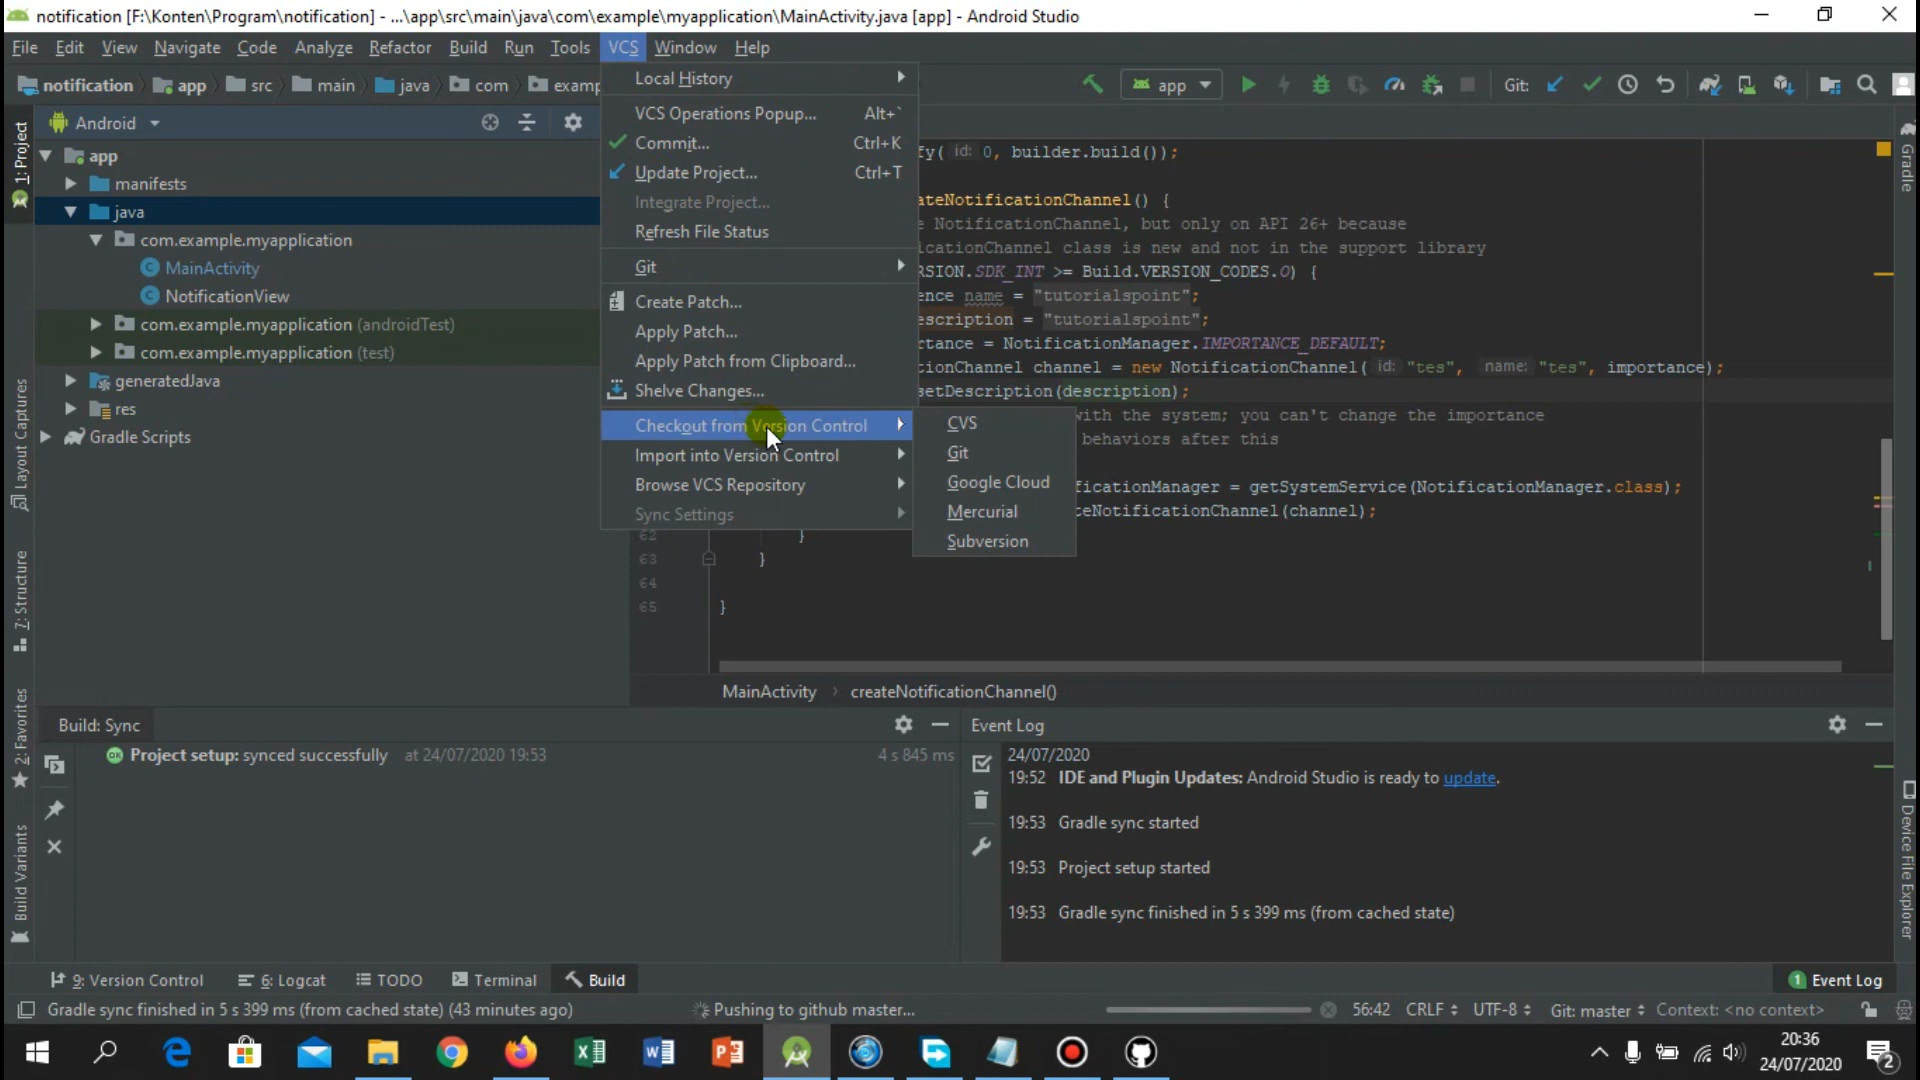 notification [F:\Konten\Program\notification] - ...\app\src\main\java\com\example\myapplication\MainActivity.java [app] - Android Studio
File Edit View Navigate Code Analyze Refactor Build Run Tools VCS Window Help
notification app src main java com examp
app
Git:
Android
1: Project
Layout Captures
7: Structure
2: Favorites
Build Variants
app
manifests
java
com.example.myapplication
MainActivity
NotificationView
com.example.myapplication (androidTest)
com.example.myapplication (test)
generatedJava
res
Gradle Scripts
Local History
VCS Operations Popup... Alt+`
Commit... Ctrl+K
Update Project... Ctrl+T
Integrate Project...
Refresh File Status
Git
Create Patch...
Apply Patch...
Apply Patch from Clipboard...
Shelve Changes...
Checkout from Version Control
Import into Version Control
Browse VCS Repository
Sync Settings
CVS
Git
Google Cloud
Mercurial
Subversion
fy( id: 0, builder.build());
ateNotificationChannel() {
NotificationChannel, but only on API 26+ because
icationChannel class is new and not in the support library
RSION.SDK_INT >= Build.VERSION_CODES.O) {
ence name = "tutorialspoint";
escription = "tutorialspoint";
rtance = NotificationManager.IMPORTANCE_DEFAULT;
tionChannel channel = new NotificationChannel( id: "tes", name: "tes", importance);
setDescription(description);
with the system; you can't change the importance
behaviors after this
ificationManager = getSystemService(NotificationManager.class);
teNotificationChannel(channel);
62 }
63 }
64
65 }
MainActivity › createNotificationChannel()
Gradle
Device File Explorer
Build: Sync
Project setup: synced successfully at 24/07/2020 19:53 4 s 845 ms
Event Log
24/07/2020
19:52 IDE and Plugin Updates: Android Studio is ready to update.
19:53 Gradle sync started
19:53 Project setup started
19:53 Gradle sync finished in 5 s 399 ms (from cached state)
9: Version Control 6: Logcat TODO Terminal Build 1 Event Log
Gradle sync finished in 5 s 399 ms (from cached state) (43 minutes ago) Pushing to github master... 56:42 CRLF UTF-8 Git: master Context: <no context>
20:36
24/07/2020
2